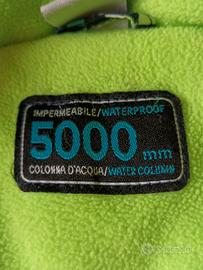 IMPERMEABILE/WATERPROOF
5000 mm
COLONNA D'ACQUA/WATER COLUMN